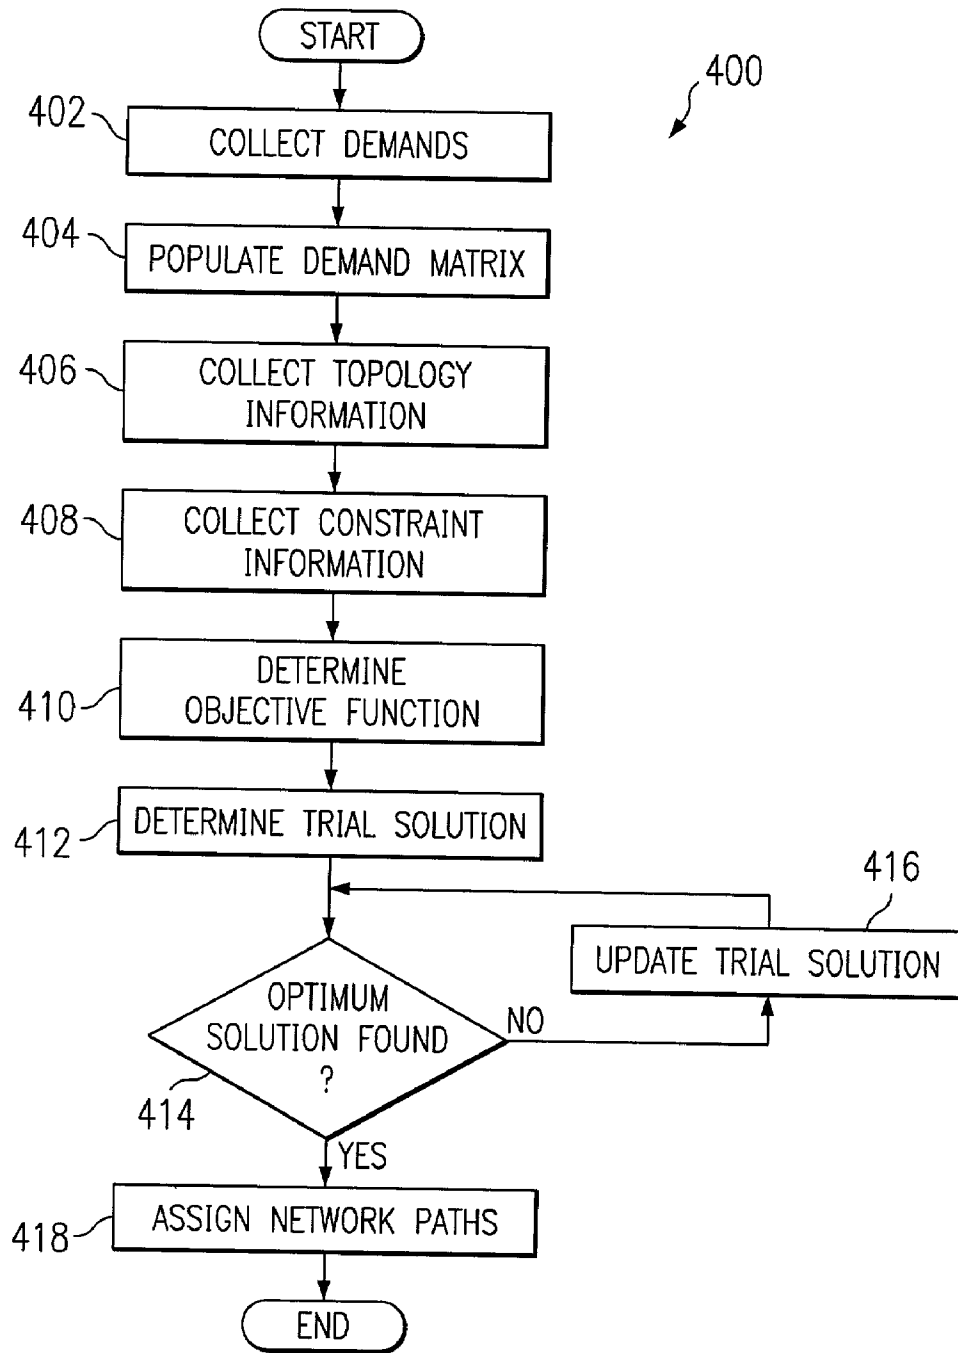 START
400
402
COLLECT DEMANDS
404
POPULATE DEMAND MATRIX
406
COLLECT TOPOLOGY
INFORMATION
408
COLLECT CONSTRAINT
INFORMATION
410
DETERMINE
OBJECTIVE FUNCTION
412
DETERMINE TRIAL SOLUTION
416
UPDATE TRIAL SOLUTION
OPTIMUM
SOLUTION FOUND
?
NO
414
YES
418
ASSIGN NETWORK PATHS
END